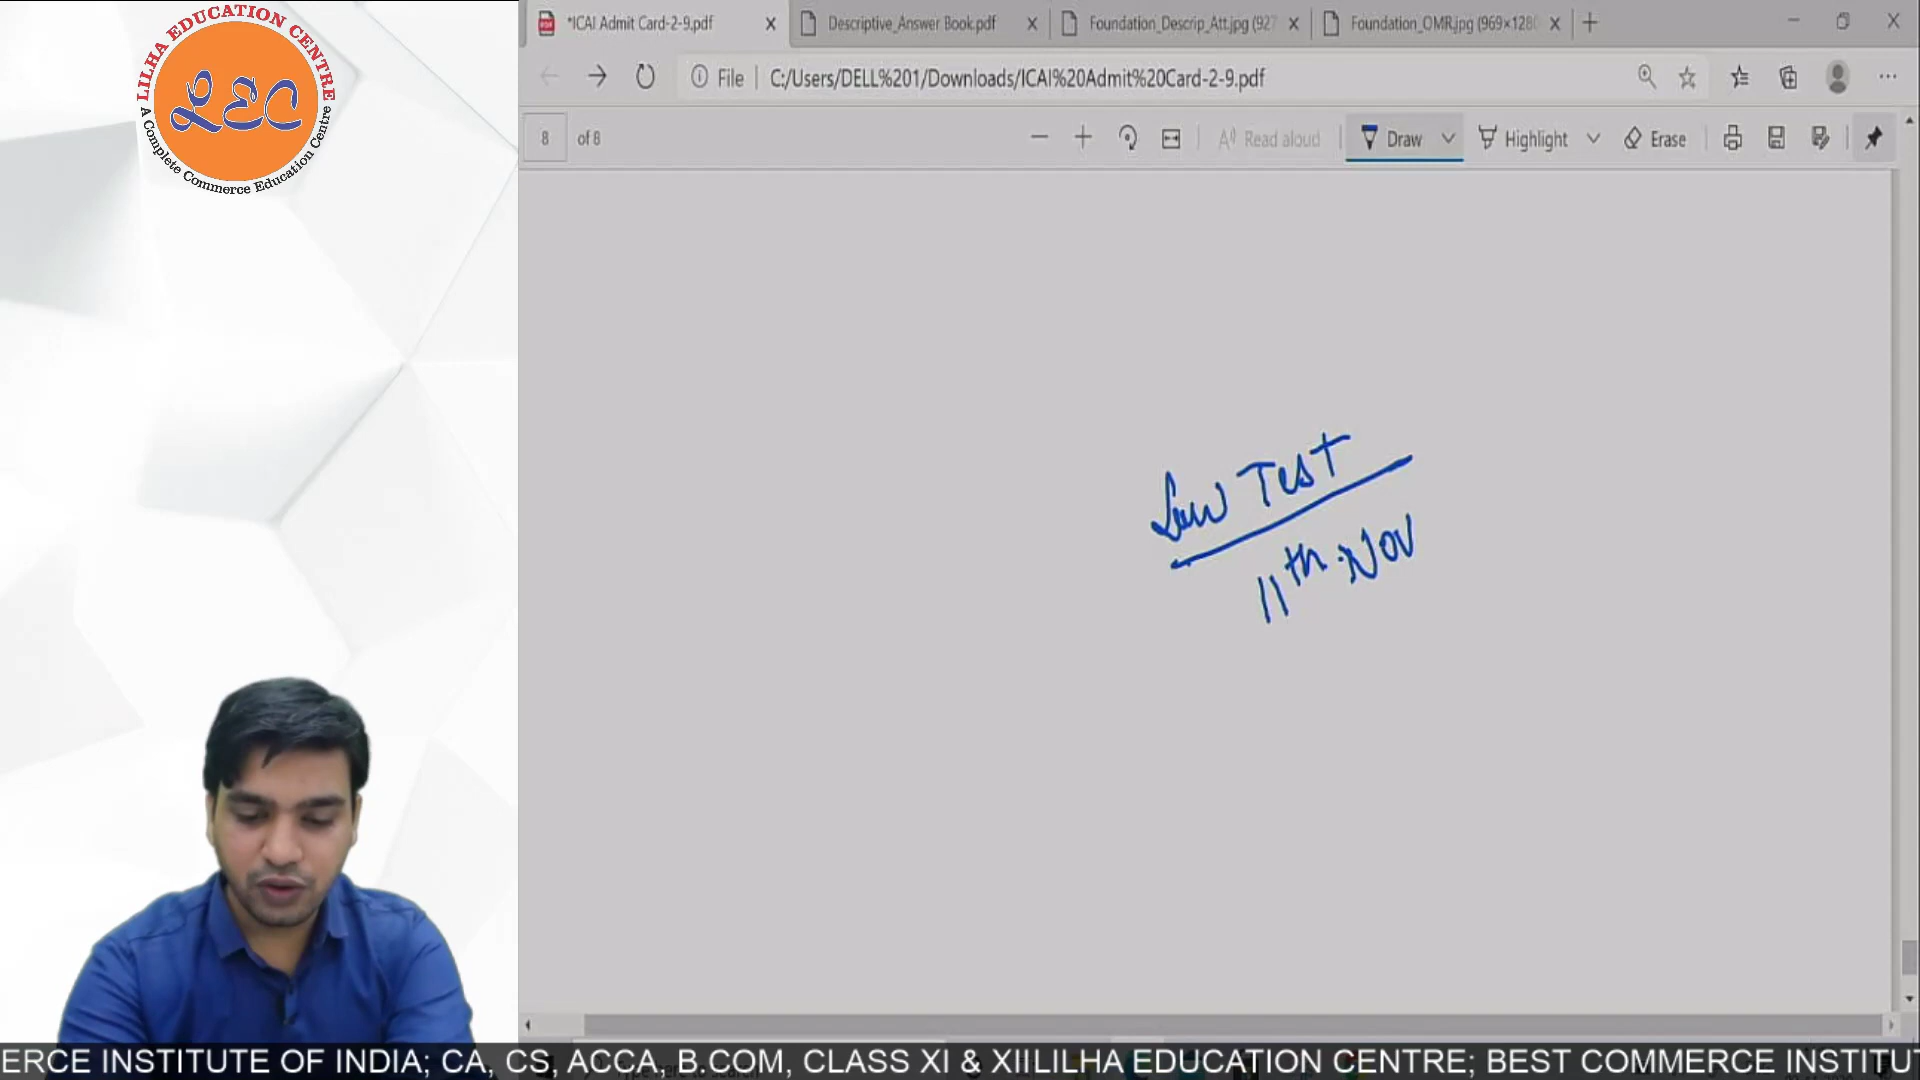 LILHA EDUCATION CENTRE
LEC
A Complete Commerce Education Centre
*ICAI Admit Card-2-9.pdf
Descriptive_Answer Book.pdf
Foundation_Descrip_Att.jpg (927
Foundation_OMR.jpg (969×1280
File
C:/Users/DELL%201/Downloads/ICAI%20Admit%20Card-2-9.pdf
8 of 8
Read aloud
Draw
Highlight
Erase
Law Test
11th Nov
ERCE INSTITUTE OF INDIA; CA, CS, ACCA, B.COM, CLASS XI & XIILILHA EDUCATION CENTRE; BEST COMMERCE INSTITUT